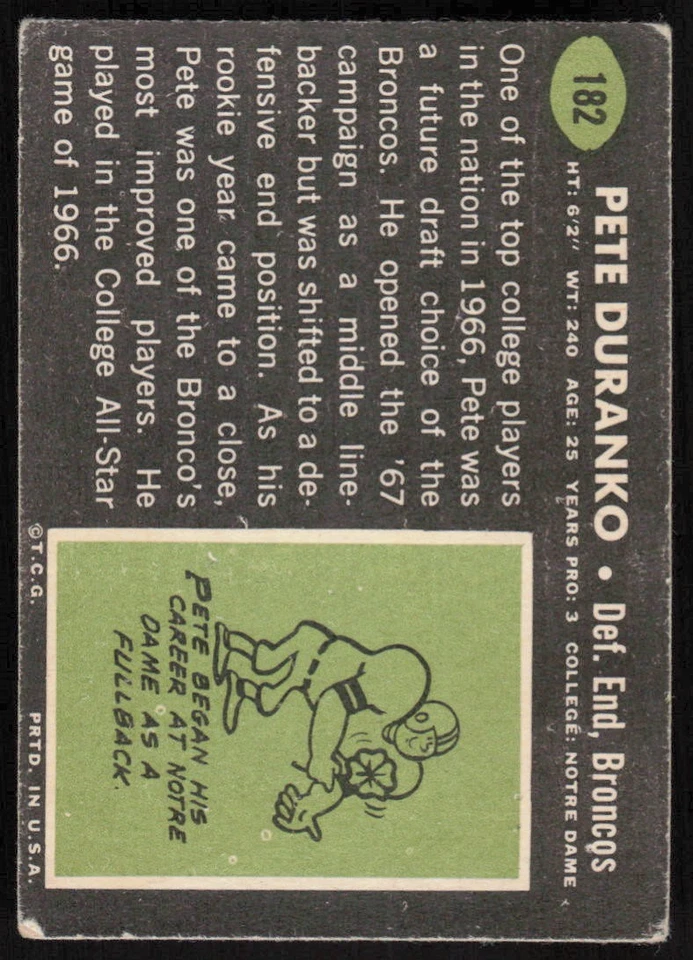 182
PETE DURANKO • Def. End, Broncos
HT: 6'2" WT: 240 AGE: 25 YEARS PRO: 3 COLLEGE: NOTRE DAME
One of the top college players
in the nation in 1966, Pete was
a future draft choice of the
Broncos. He opened the '67
campaign as a middle line-
backer but was shifted to a de-
fensive end position. As his
rookie year came to a close,
Pete was one of the Bronco's
most improved players. He
played in the College All-Star
game of 1966.
PETE BEGAN HIS
CAREER AT NOTRE
DAME AS A
FULLBACK.
©T.C.G. PRTD. IN U.S.A.